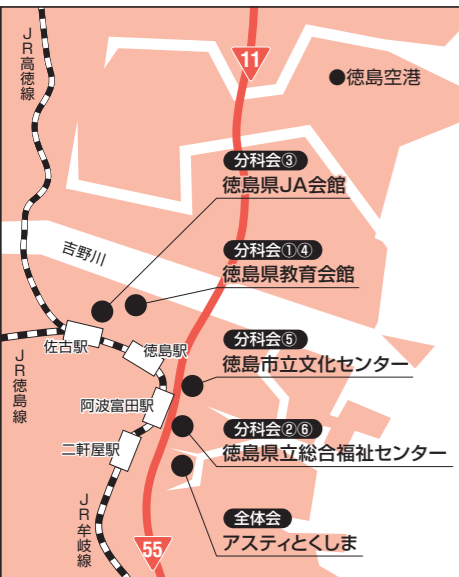 JR高徳線
11
徳島空港
分科会③
徳島県JA会館
吉野川
分科会①④
徳島県教育会館
佐古駅
徳島駅
JR徳島線
分科会⑤
徳島市立文化センター
阿波富田駅
分科会②⑥
徳島県立総合福祉センター
二軒屋駅
JR牟岐線
全体会
アスティとくしま
55